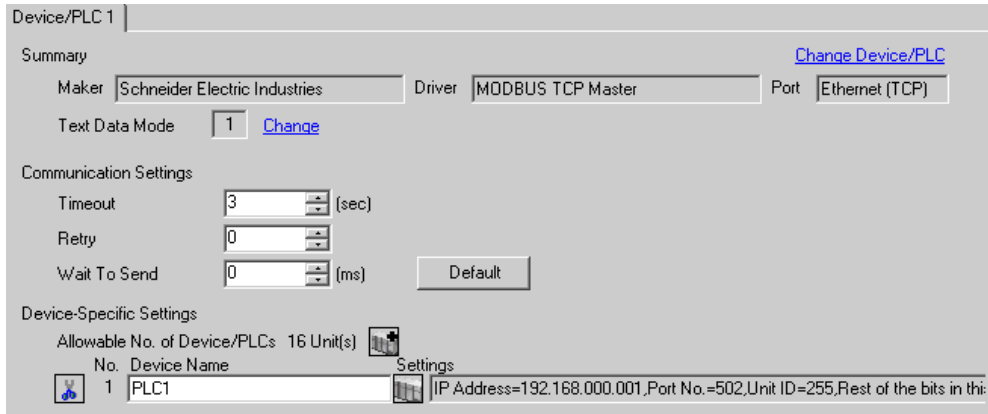 Device/PLC 1
Summary
Change Device/PLC
Maker Schneider Electric Industries Driver MODBUS TCP Master Port Ethernet (TCP)
Text Data Mode 1 Change
Communication Settings
Timeout 3 (sec)
Retry 0
Wait To Send 0 (ms) Default
Device-Specific Settings
Allowable No. of Device/PLCs 16 Unit(s)
No. Device Name Settings
1 PLC1 IP Address=192.168.000.001,Port No.=502,Unit ID=255,Rest of the bits in